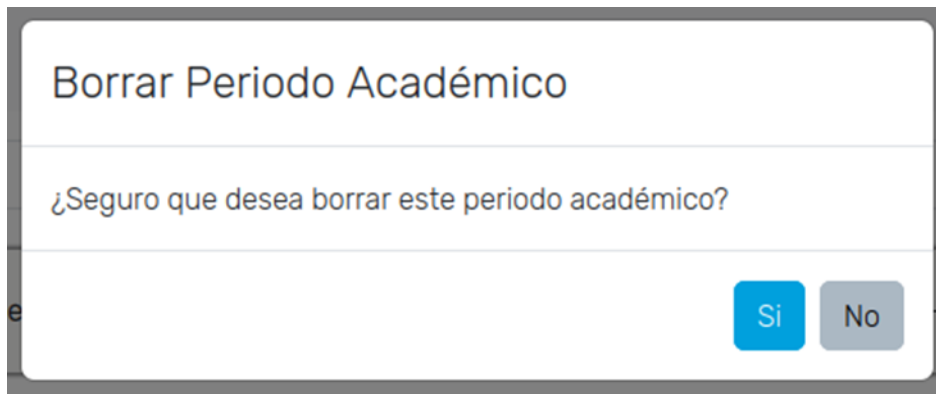 Borrar Periodo Académico
¿Seguro que desea borrar este periodo académico?
Si No
e